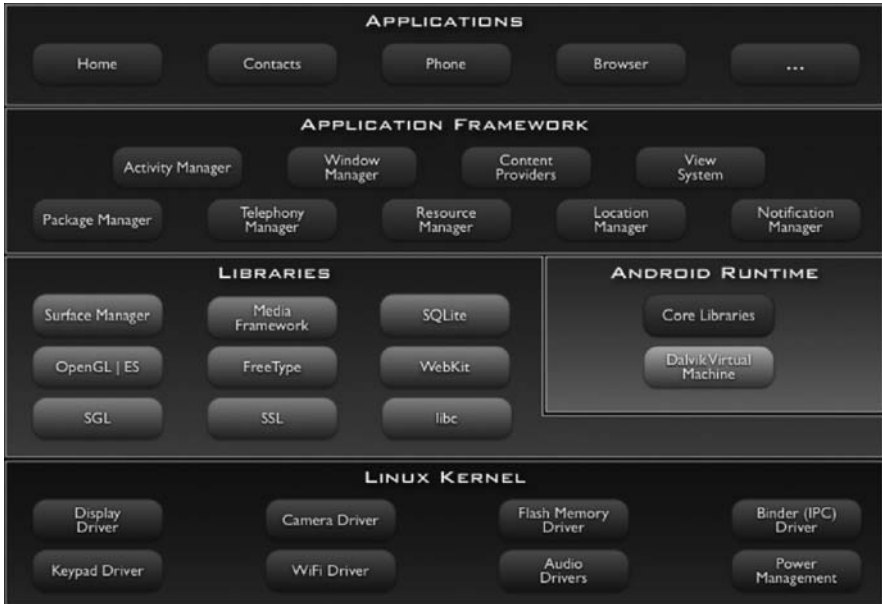 APPLICATIONS
Home
Contacts
Phone
Browser
...
APPLICATION FRAMEWORK
Activity Manager
Window
Manager
Content
Providers
View
System
Package Manager
Telephony
Manager
Resource
Manager
Location
Manager
Notification
Manager
LIBRARIES
Surface Manager
Media
Framework
SQLite
OpenGL | ES
FreeType
WebKit
SGL
SSL
libc
ANDROID RUNTIME
Core Libraries
Dalvik Virtual
Machine
LINUX KERNEL
Display
Driver
Camera Driver
Flash Memory
Driver
Binder (IPC)
Driver
Keypad Driver
WiFi Driver
Audio
Drivers
Power
Management